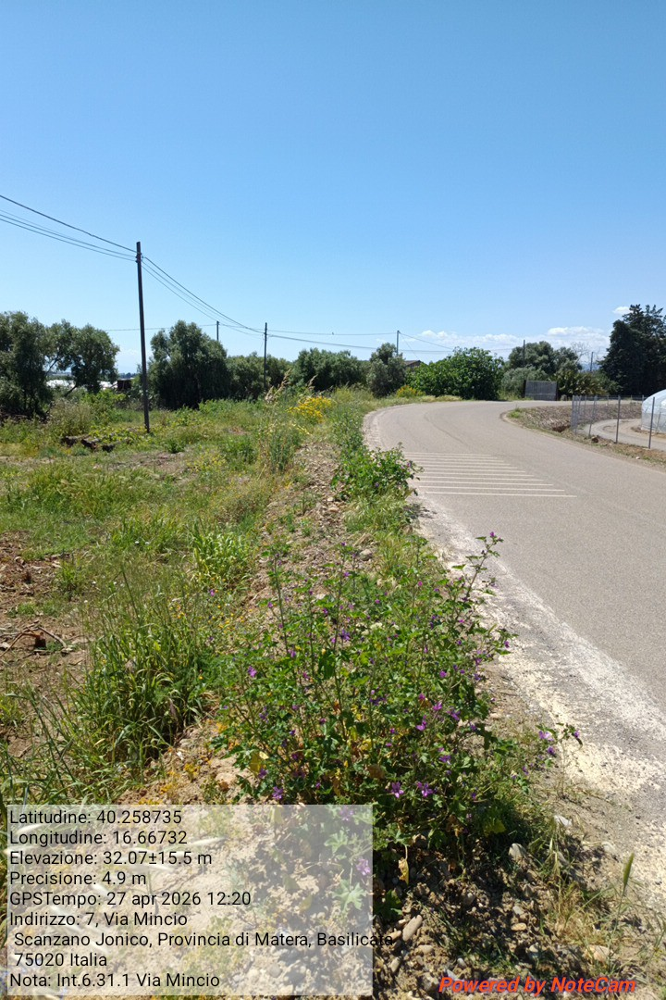 Latitudine: 40.258735
Longitudine: 16.66732
Elevazione: 32.07±15.5 m
Precisione: 4.9 m
GPSTempo: 27 apr 2026 12:20
Indirizzo: 7, Via Mincio
Scanzano Jonico, Provincia di Matera, Basilicata
75020 Italia
Nota: Int.6.31.1 Via Mincio
Powered by NoteCam